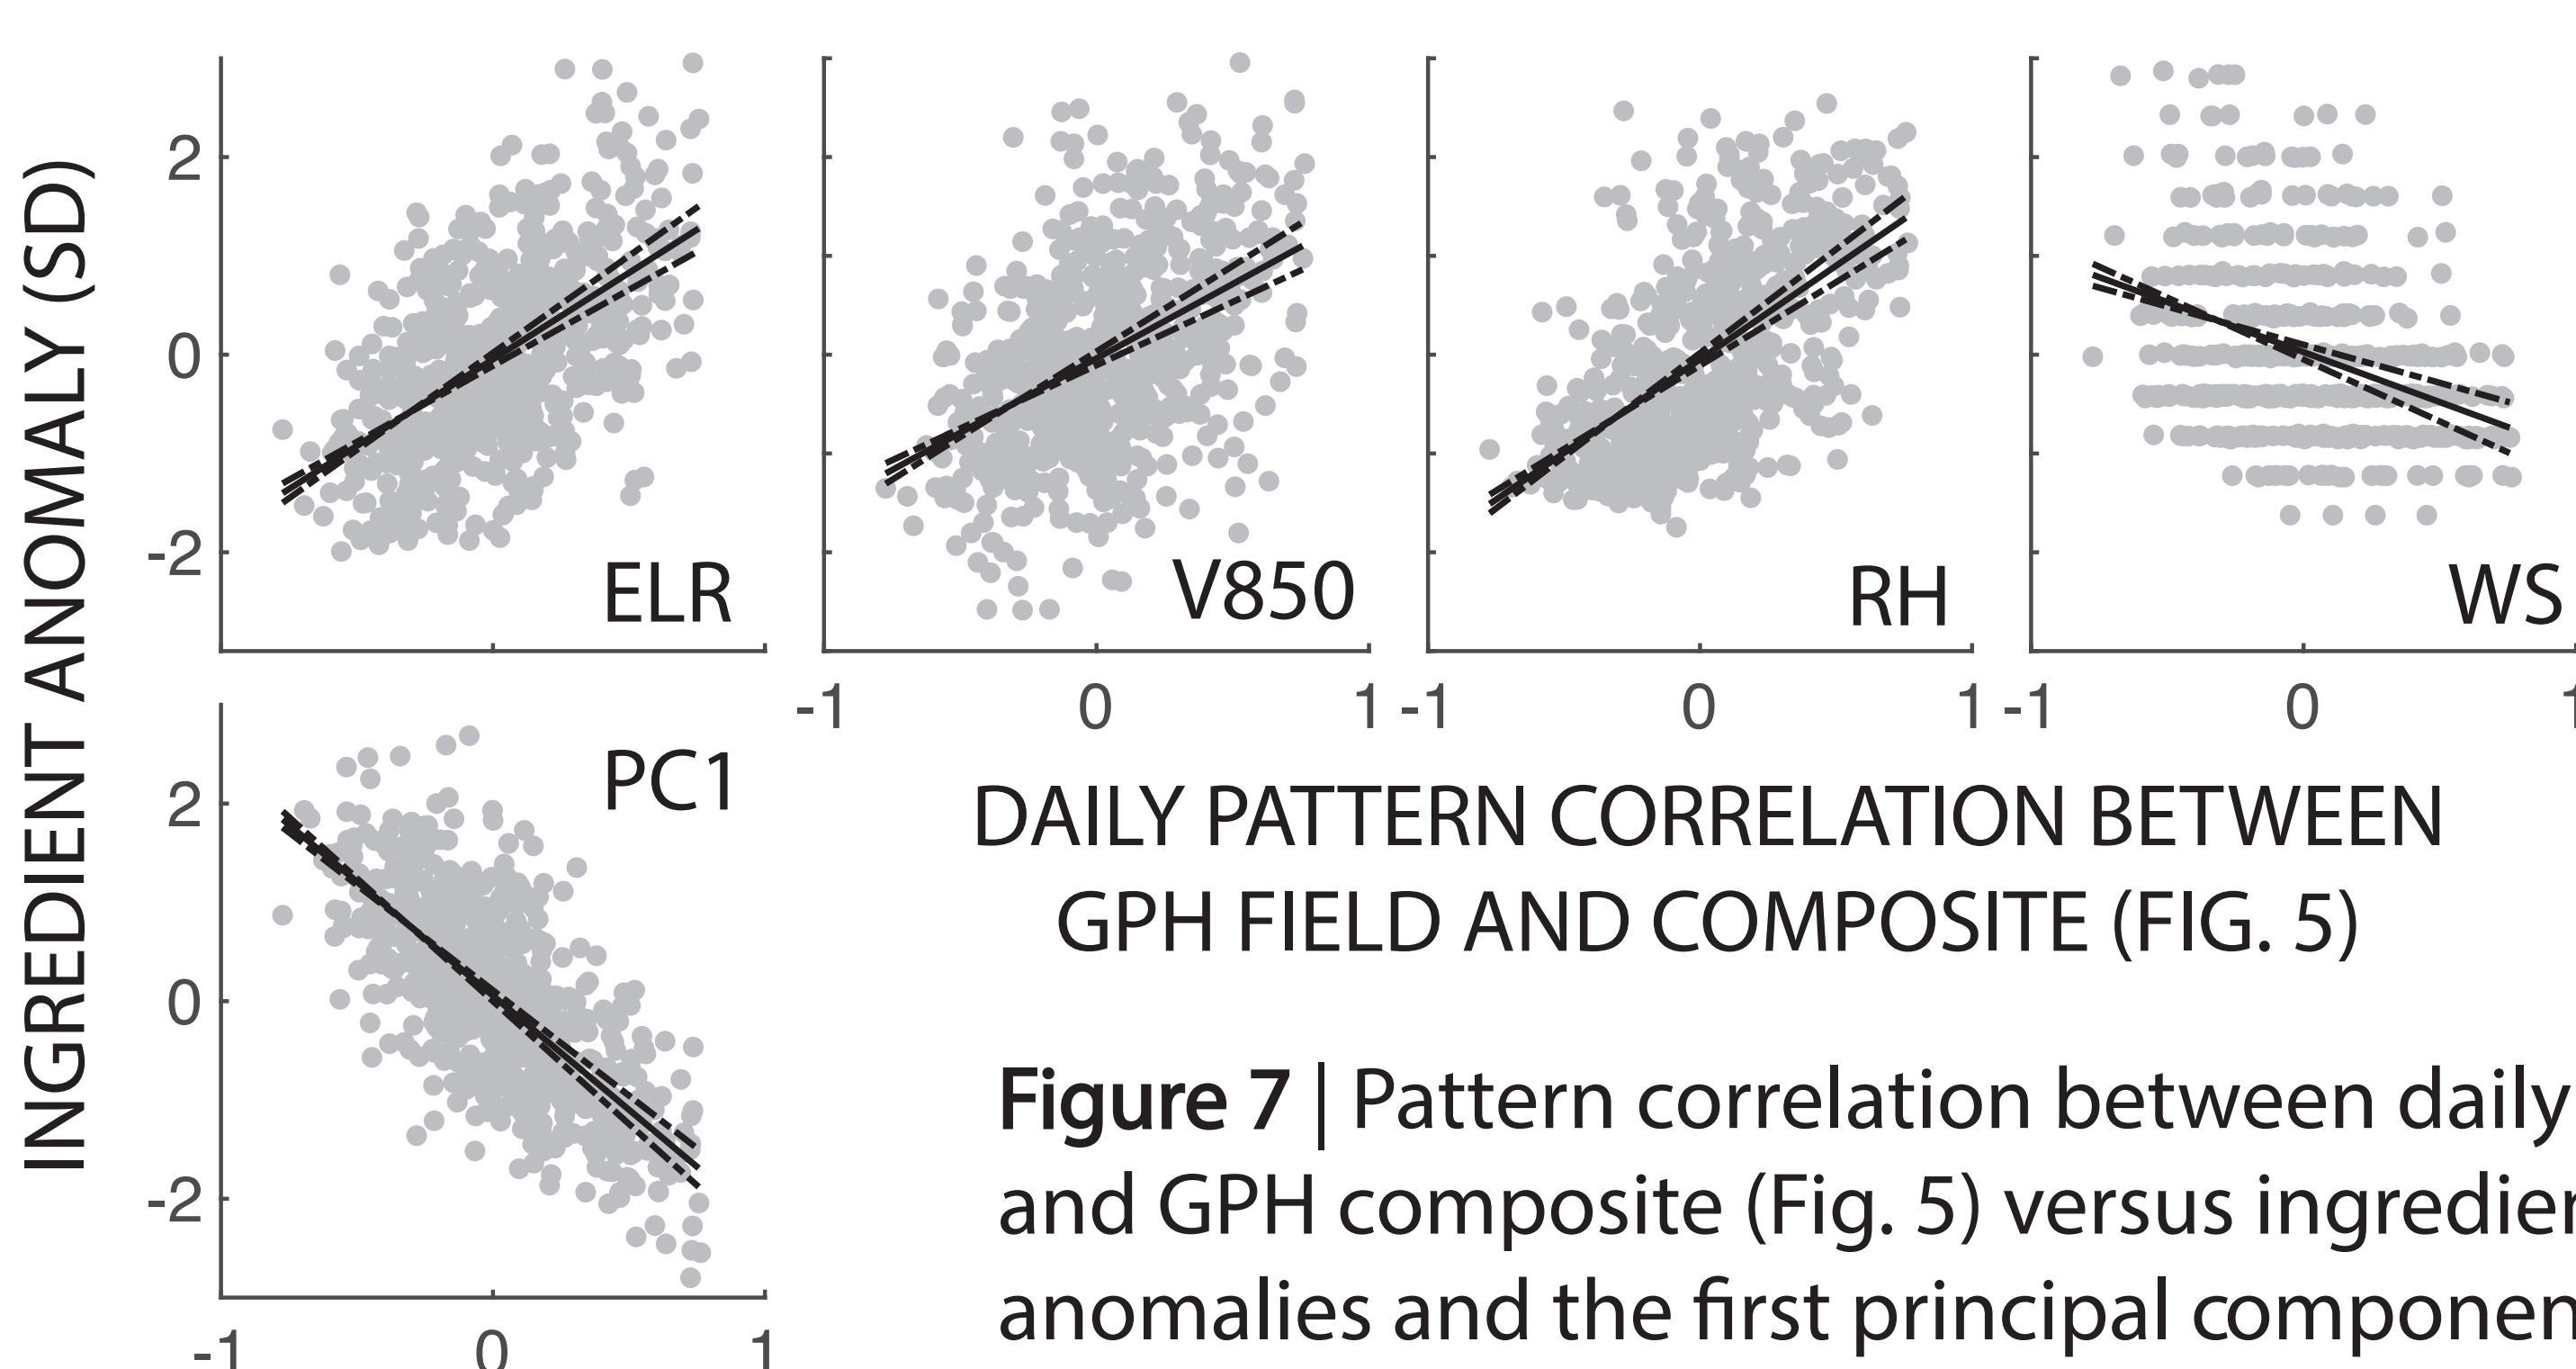 INGREDIENT ANOMALY (SD)
2
0
-2
ELR
V850
RH
WS
-1 0 1 -1 0 1 -1 0 1
PC1
2
0
-2
-1 0 1
DAILY PATTERN CORRELATION BETWEEN
GPH FIELD AND COMPOSITE (FIG. 5)
Figure 7 | Pattern correlation between daily
and GPH composite (Fig. 5) versus
anomalies and the first principal